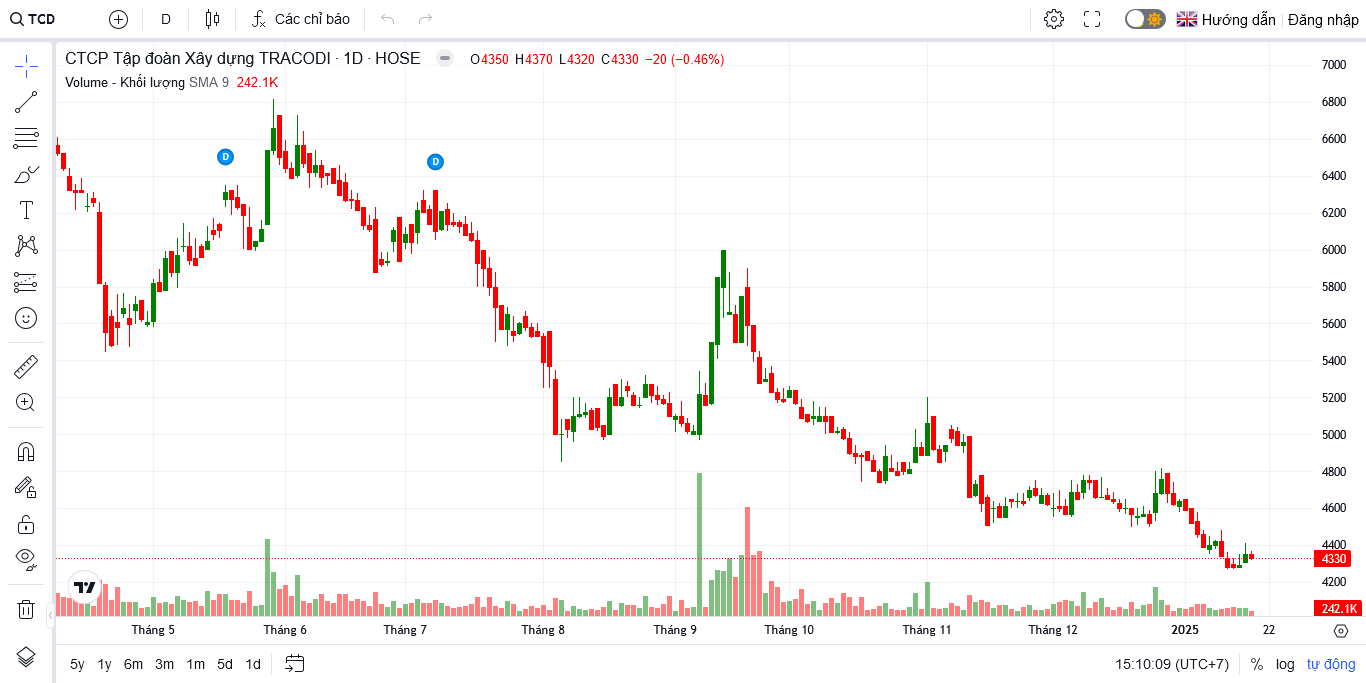 TCD D Các chỉ báo Hướng dẫn Đăng nhập
CTCP Tập đoàn Xây dựng TRACODI · 1D · HOSE O4350 H4370 L4320 C4330 −20 (−0.46%)
Volume - Khối lượng SMA 9 242.1K
7000
6800
6600
6400
6200
6000
5800
5600
5400
5200
5000
4800
4600
4400
4330
4200
242.1K
D
D
Tháng 5 Tháng 6 Tháng 7 Tháng 8 Tháng 9 Tháng 10 Tháng 11 Tháng 12 2025 22
5y 1y 6m 3m 1m 5d 1d 15:10:09 (UTC+7) % log tự động